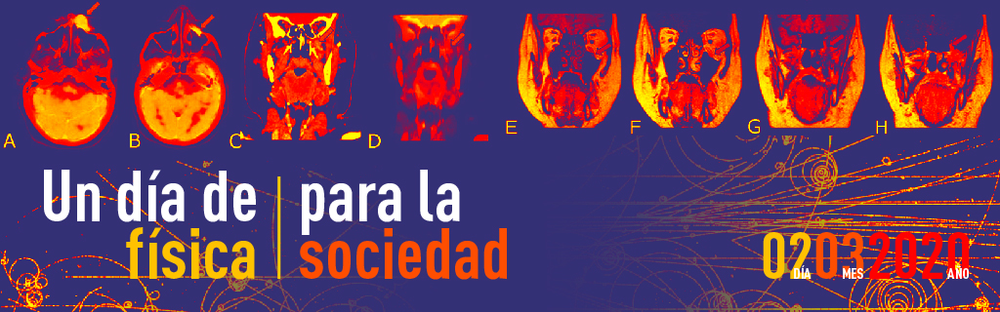 A B C D E F G H
Un día de
física
para la
sociedad
02 03 2020
DÍA MES AÑO